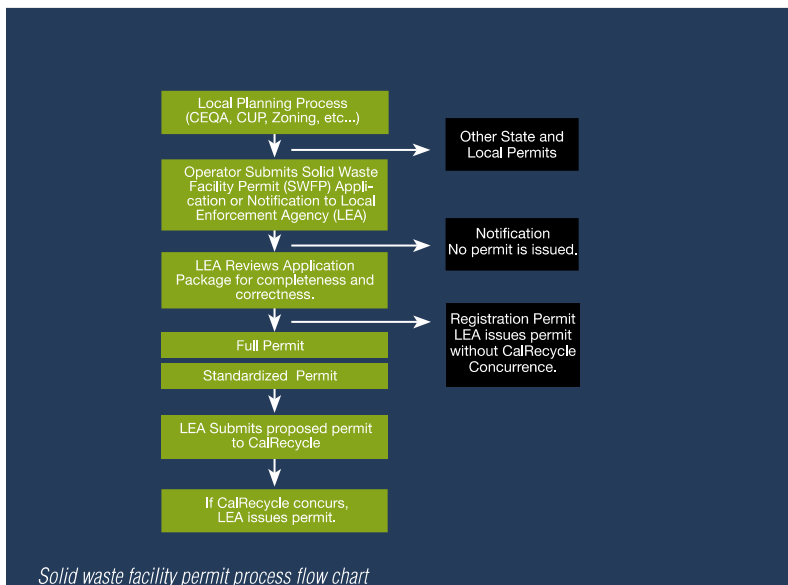 Local Planning Process
(CEQA, CUP, Zoning, etc...)
Other State and
Local Permits
Operator Submits Solid Waste
Facility Permit (SWFP) Appli-
cation or Notification to Local
Enforcement Agency (LEA)
Notification
No permit is issued.
LEA Reviews Application
Package for completeness and
correctness.
Registration Permit
LEA issues permit
without CalRecycle
Concurrence.
Full Permit
Standardized Permit
LEA Submits proposed permit
to CalRecycle
If CalRecycle concurs,
LEA issues permit.
Solid waste facility permit process flow chart